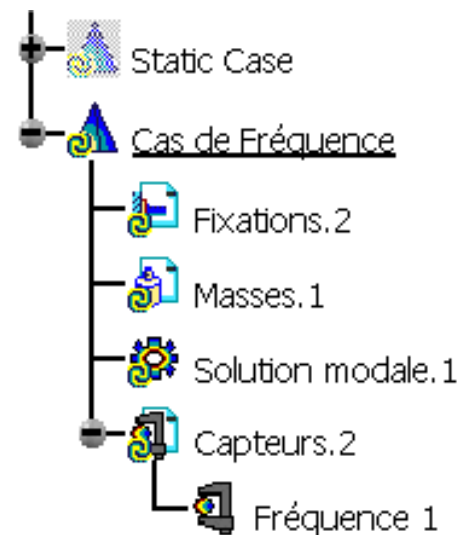 Static Case
Cas de Fréquence
Fixations.2
Masses.1
Solution modale.1
Capteurs.2
Fréquence 1